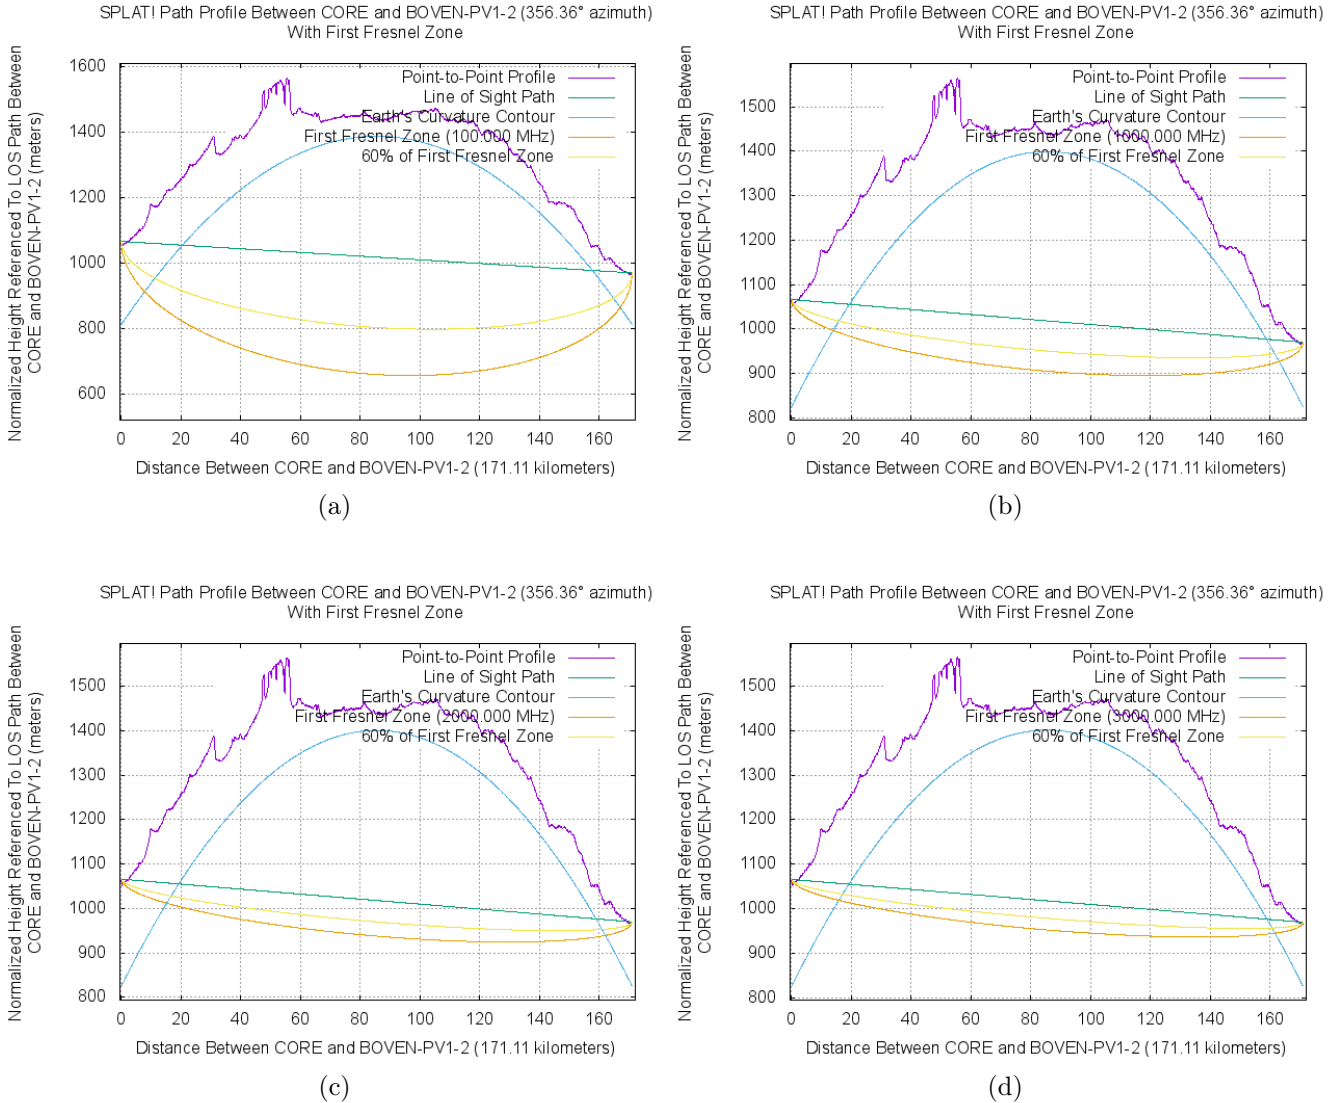 SPLAT! Path Profile Between CORE and BOVEN-PV1-2 (356.36° azimuth)
With First Fresnel Zone
Normalized Height Referenced To LOS Path Between
CORE and BOVEN-PV1-2 (meters)
1600
1400
1200
1000
800
600
Point-to-Point Profile
Line of Sight Path
Earth's Curvature Contour
First Fresnel Zone (100.000 MHz)
60% of First Fresnel Zone
0 20 40 60 80 100 120 140 160
Distance Between CORE and BOVEN-PV1-2 (171.11 kilometers)
(a)
SPLAT! Path Profile Between CORE and BOVEN-PV1-2 (356.36° azimuth)
With First Fresnel Zone
Normalized Height Referenced To LOS Path Between
CORE and BOVEN-PV1-2 (meters)
1500
1400
1300
1200
1100
1000
900
800
Point-to-Point Profile
Line of Sight Path
Earth's Curvature Contour
First Fresnel Zone (1000.000 MHz)
60% of First Fresnel Zone
0 20 40 60 80 100 120 140 160
Distance Between CORE and BOVEN-PV1-2 (171.11 kilometers)
(b)
SPLAT! Path Profile Between CORE and BOVEN-PV1-2 (356.36° azimuth)
With First Fresnel Zone
Normalized Height Referenced To LOS Path Between
CORE and BOVEN-PV1-2 (meters)
1500
1400
1300
1200
1100
1000
900
800
Point-to-Point Profile
Line of Sight Path
Earth's Curvature Contour
First Fresnel Zone (2000.000 MHz)
60% of First Fresnel Zone
0 20 40 60 80 100 120 140 160
Distance Between CORE and BOVEN-PV1-2 (171.11 kilometers)
(c)
SPLAT! Path Profile Between CORE and BOVEN-PV1-2 (356.36° azimuth)
With First Fresnel Zone
Normalized Height Referenced To LOS Path Between
CORE and BOVEN-PV1-2 (meters)
1500
1400
1300
1200
1100
1000
900
800
Point-to-Point Profile
Line of Sight Path
Earth's Curvature Contour
First Fresnel Zone (3000.000 MHz)
60% of First Fresnel Zone
0 20 40 60 80 100 120 140 160
Distance Between CORE and BOVEN-PV1-2 (171.11 kilometers)
(d)